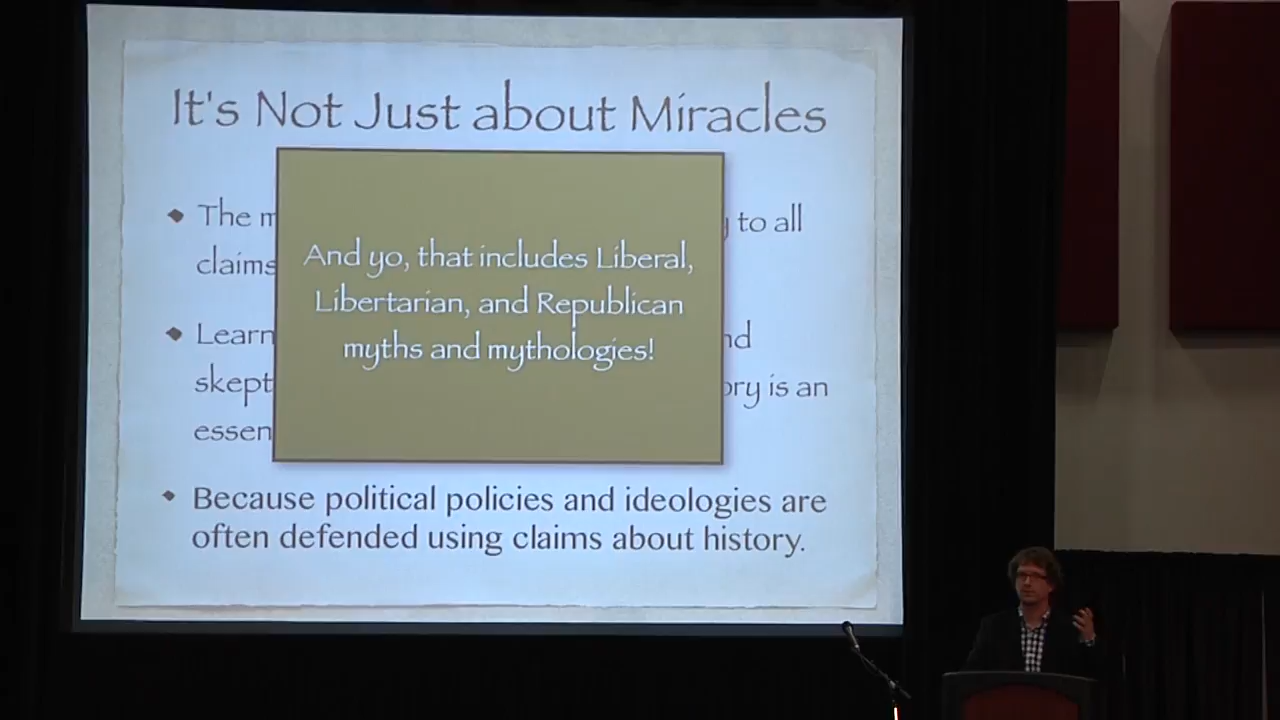 It's Not Just about Miracles
The
to all
claims
And yo, that includes Liberal,
Libertarian, and Republican
myths and mythologies!
Learn
skept
ory is an
essen
Because political policies and ideologies are
often defended using claims about history.